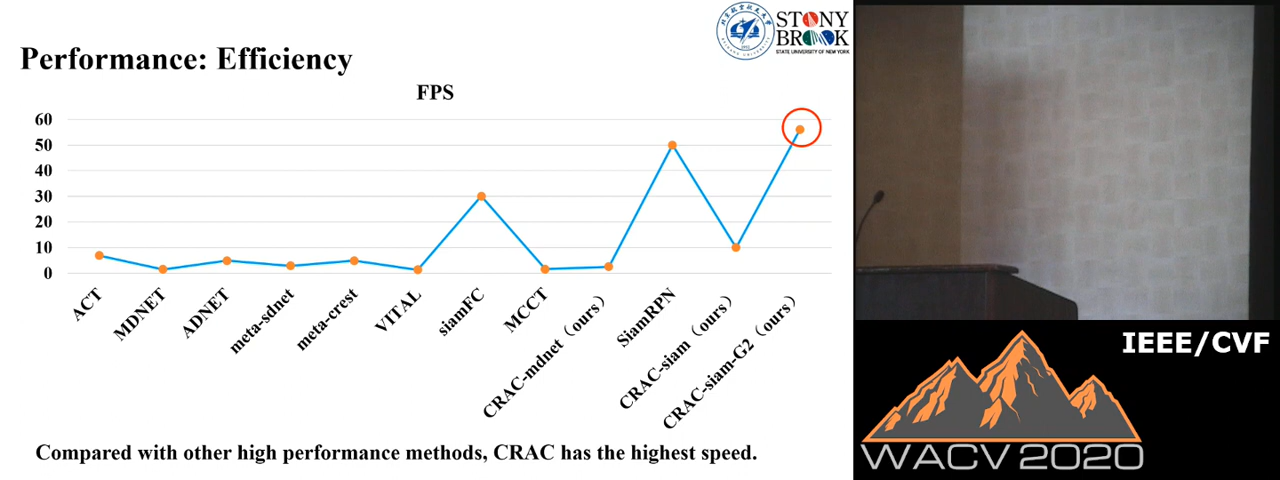 STONY
BROOK
STATE UNIVERSITY OF NEW YORK
Performance: Efficiency
FPS
60
50
40
30
20
10
0
ACT
MDNET
ADNET
meta-sdnet
meta-crest
VITAL
siamFC
MCCT
CRAC-mdnet（ours）
SiamRPN
CRAC-siam（ours）
CRAC-siam-G2（ours）
Compared with other high performance methods, CRAC has the highest speed.
IEEE/CVF
WACV 2020